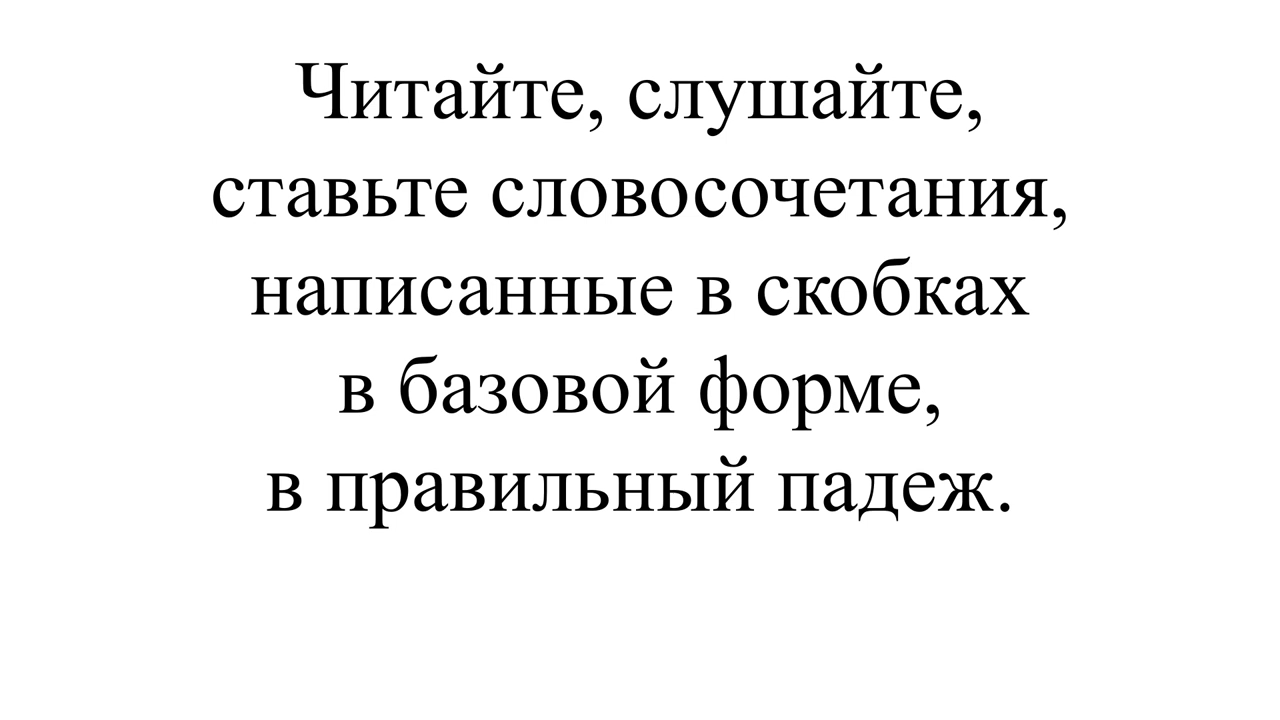 Читайте, слушайте,
ставьте словосочетания,
написанные в скобках
в базовой форме,
в правильный падеж.